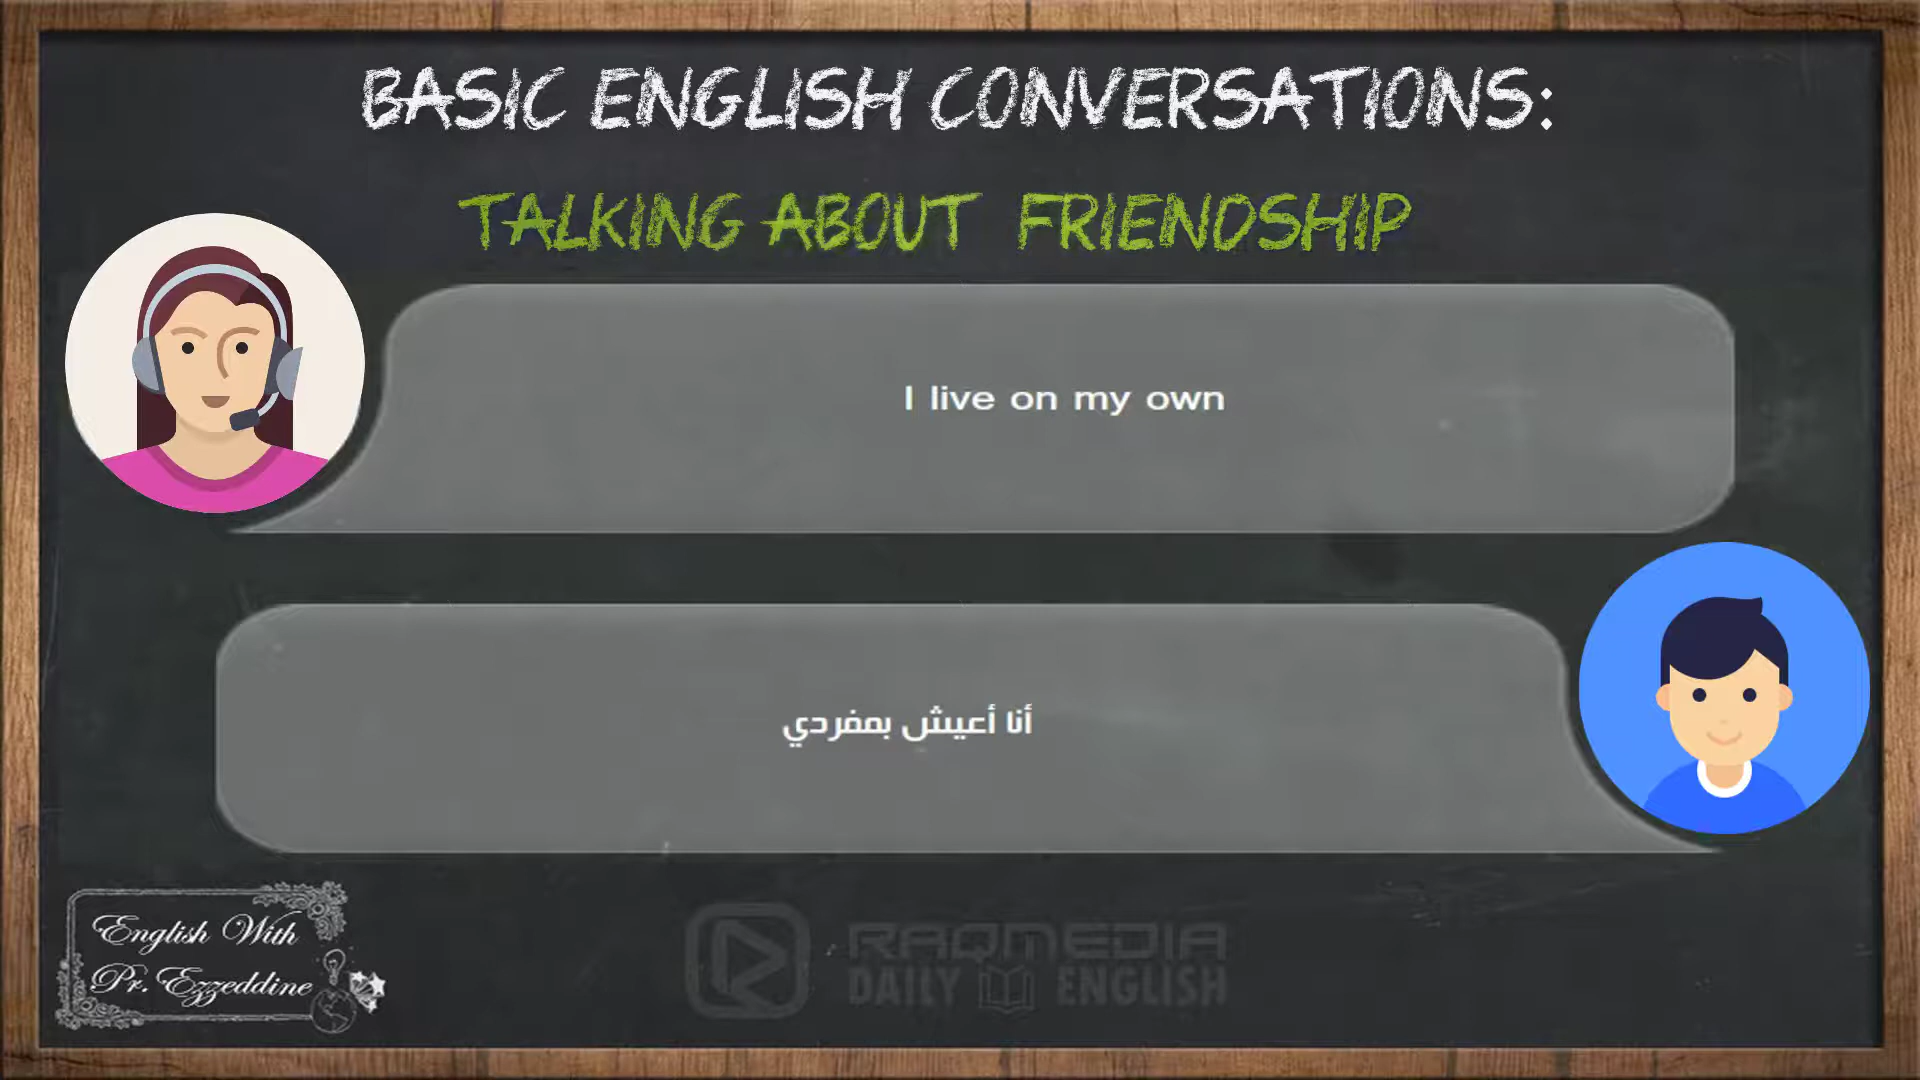 BASIC ENGLISH CONVERSATIONS:
TALKING ABOUT FRIENDSHIP
I live on my own
أنا أعيش بمفردي
English With
Pr. Ezzeddine
RAQMEDIA
DAILY ENGLISH